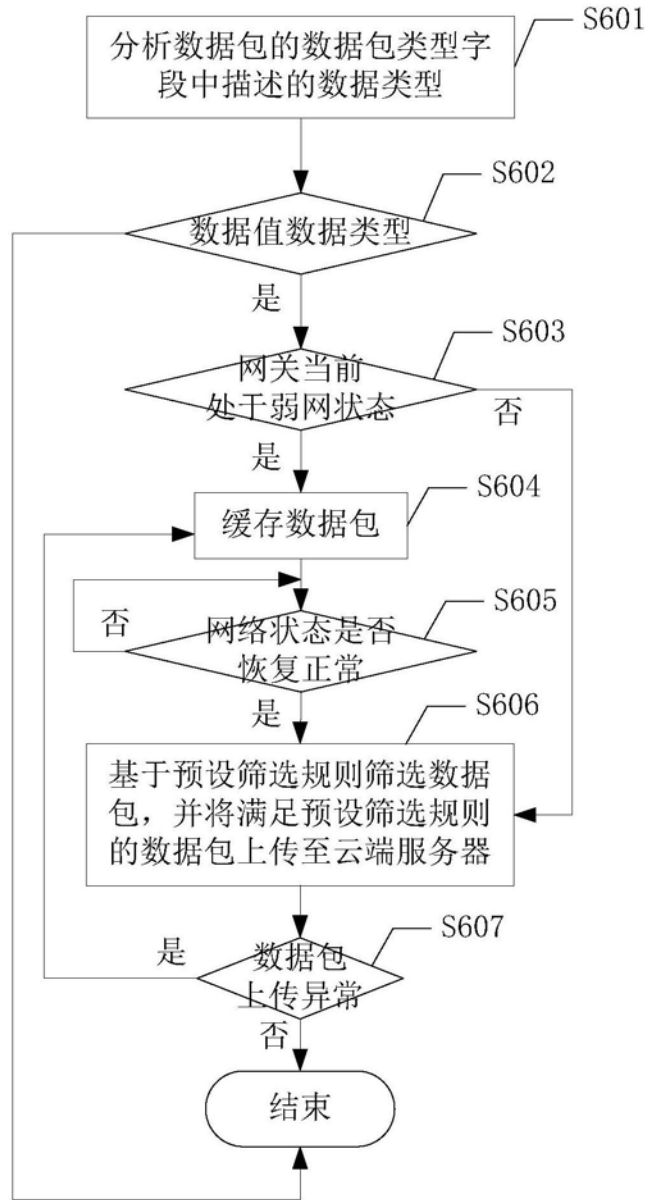 S601
分析数据包的数据包类型字
段中描述的数据类型
S602
数据值数据类型
是
S603
网关当前
处于弱网状态
否
是
S604
缓存数据包
S605
否
网络状态是否
恢复正常
是
S606
基于预设筛选规则筛选数据
包，并将满足预设筛选规则
的数据包上传至云端服务器
S607
是
数据包
上传异常
否
结束